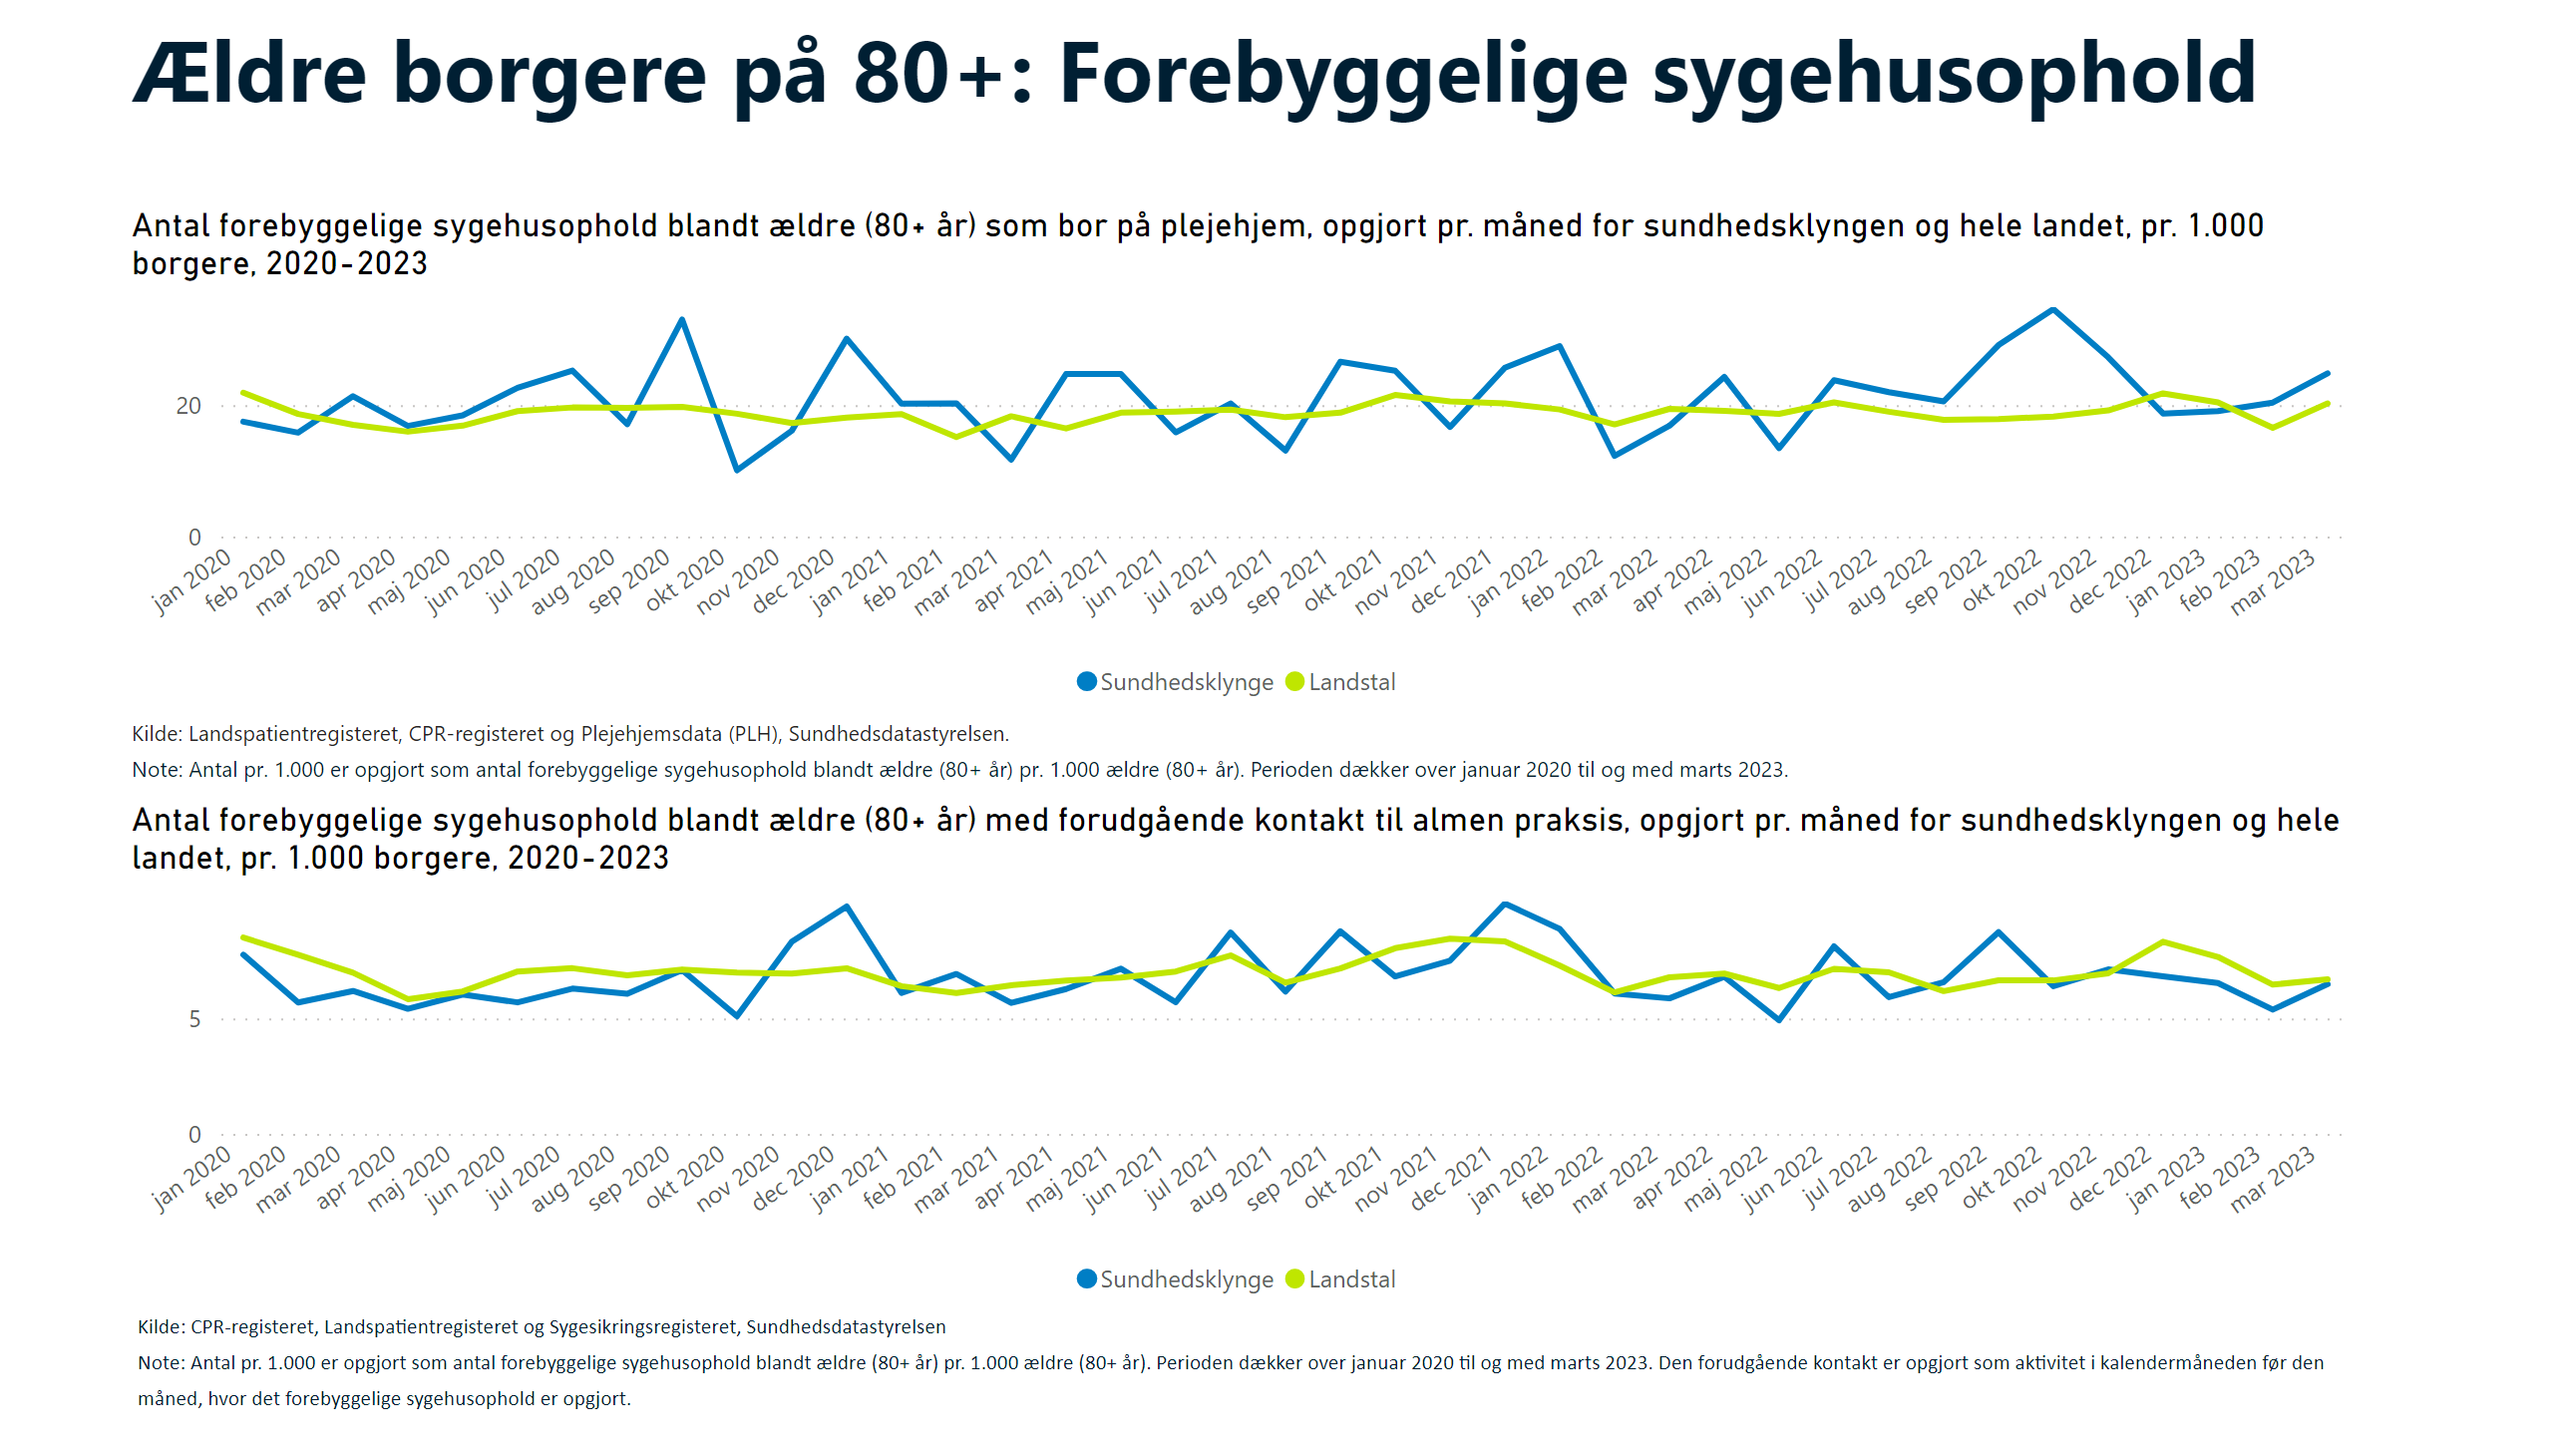 Ældre borgere på 80+: Forebyggelige sygehusophold
Antal forebyggelige sygehusophold blandt ældre (80+ år) som bor på plejehjem, opgjort pr. måned for sundhedsklyngen og hele landet, pr. 1.000
borgere, 2020-2023
20
0
jan 2020
feb 2020
mar 2020
apr 2020
maj 2020
jun 2020
jul 2020
aug 2020
sep 2020
okt 2020
nov 2020
dec 2020
jan 2021
feb 2021
mar 2021
apr 2021
maj 2021
jun 2021
jul 2021
aug 2021
sep 2021
okt 2021
nov 2021
dec 2021
jan 2022
feb 2022
mar 2022
apr 2022
maj 2022
jun 2022
jul 2022
aug 2022
sep 2022
okt 2022
nov 2022
dec 2022
jan 2023
feb 2023
mar 2023
Sundhedsklynge Landstal
Kilde: Landspatientregisteret, CPR-registeret og Plejehjemsdata (PLH), Sundhedsdatastyrelsen.
Note: Antal pr. 1.000 er opgjort som antal forebyggelige sygehusophold blandt ældre (80+ år) pr. 1.000 ældre (80+ år). Perioden dækker over januar 2020 til og med marts 2023.
Antal forebyggelige sygehusophold blandt ældre (80+ år) med forudgående kontakt til almen praksis, opgjort pr. måned for sundhedsklyngen og hele
landet, pr. 1.000 borgere, 2020-2023
5
0
jan 2020
feb 2020
mar 2020
apr 2020
maj 2020
jun 2020
jul 2020
aug 2020
sep 2020
okt 2020
nov 2020
dec 2020
jan 2021
feb 2021
mar 2021
apr 2021
maj 2021
jun 2021
jul 2021
aug 2021
sep 2021
okt 2021
nov 2021
dec 2021
jan 2022
feb 2022
mar 2022
apr 2022
maj 2022
jun 2022
jul 2022
aug 2022
sep 2022
okt 2022
nov 2022
dec 2022
jan 2023
feb 2023
mar 2023
Sundhedsklynge Landstal
Kilde: CPR-registeret, Landspatientregisteret og Sygesikringsregisteret, Sundhedsdatastyrelsen
Note: Antal pr. 1.000 er opgjort som antal forebyggelige sygehusophold blandt ældre (80+ år) pr. 1.000 ældre (80+ år). Perioden dækker over januar 2020 til og med marts 2023. Den forudgående kontakt er opgjort som aktivitet i kalendermåneden før den
måned, hvor det forebyggelige sygehusophold er opgjort.